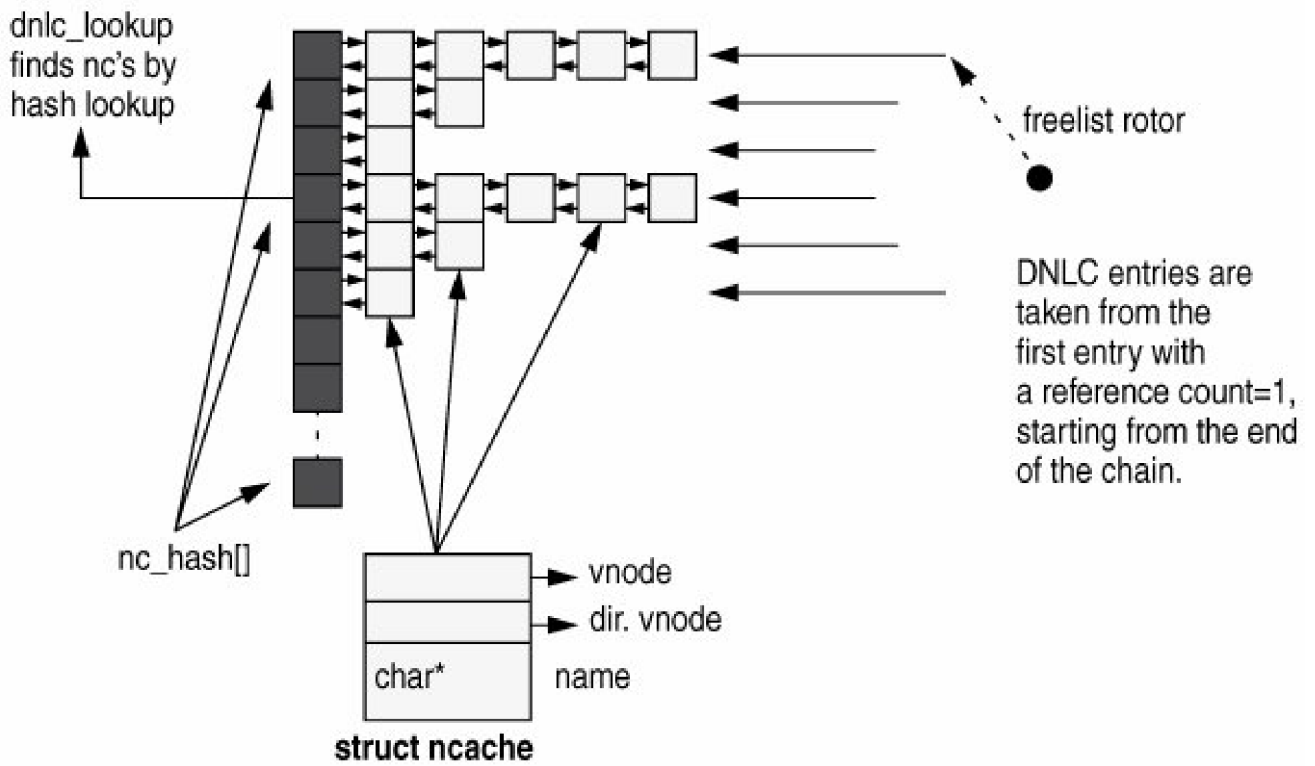 dnlc_lookup
finds nc's by
hash lookup
freelist rotor
DNLC entries are
taken from the
first entry with
a reference count=1,
starting from the end
of the chain.
nc_hash[]
vnode
dir. vnode
char*
name
struct ncache